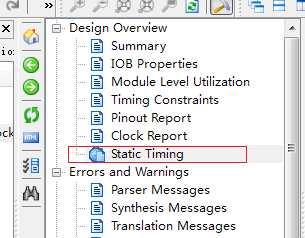 »
Design Overview
Summary
IOB Properties
Module Level Utilization
Timing Constraints
Pinout Report
Clock Report
Static Timing
Errors and Warnings
Parser Messages
Synthesis Messages
Translation Messages
ock
HTML